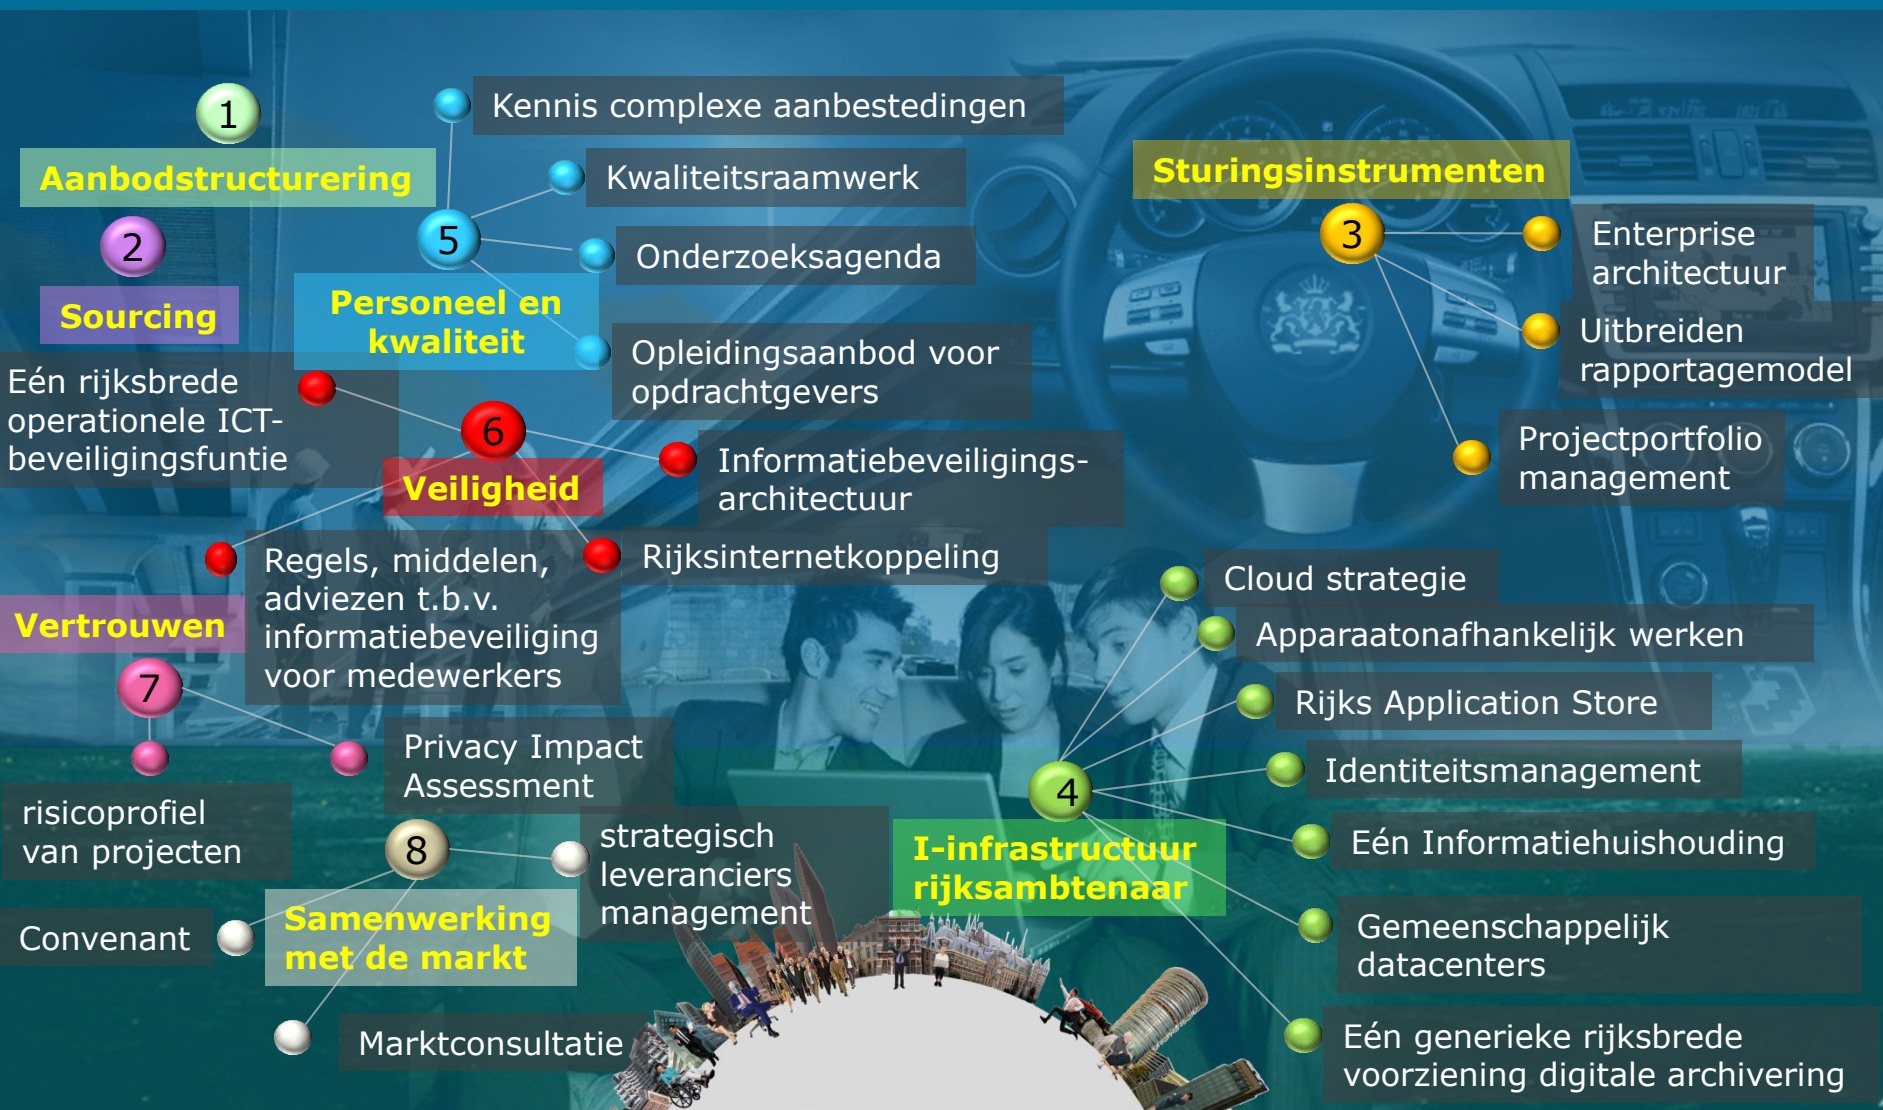 1
Aanbodstructurering
2
Sourcing
5
Personeel en
kwaliteit
Kennis complexe aanbestedingen
Kwaliteitsraamwerk
Onderzoeksagenda
Opleidingsaanbod voor
opdrachtgevers
Sturingsinstrumenten
3
Enterprise
architectuur
Uitbreiden
rapportagemodel
Projectportfolio
management
Eén rijksbrede
operationele ICT-
beveiligingsfuntie
6
Veiligheid
Informatiebeveiligings-
architectuur
Rijksinternetkoppeling
Regels, middelen,
adviezen t.b.v.
informatiebeveiliging
voor medewerkers
Vertrouwen
7
risicoprofiel
van projecten
Privacy Impact
Assessment
8
Samenwerking
met de markt
strategisch
leveranciers
management
Convenant
Marktconsultatie
4
I-infrastructuur
rijksambtenaar
Cloud strategie
Apparaatonafhankelijk werken
Rijks Application Store
Identiteitsmanagement
Eén Informatiehuishouding
Gemeenschappelijk
datacenters
Eén generieke rijksbrede
voorziening digitale archivering